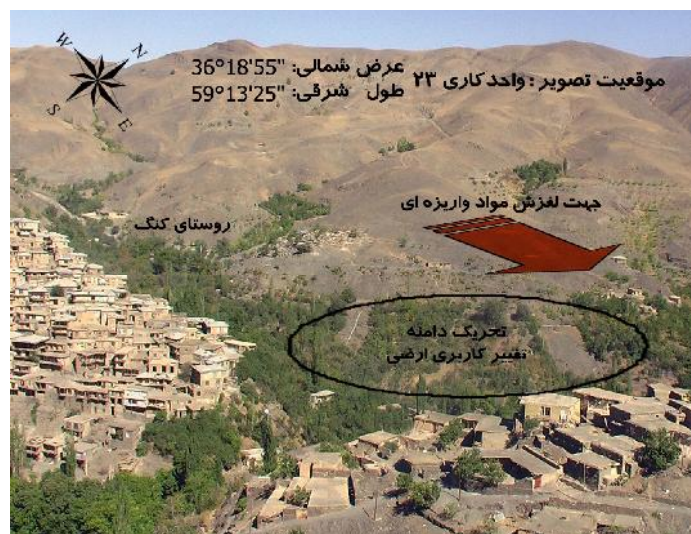 N
W
E
S
موقعیت تصویر : واحد کاری ۲۳
عرض شمالی: "55'18°36
طول شرقی: "25'13°59
جهت لغزش مواد واریزه ای
روستای کنگ
تحریک دامنه
تغییر کاربری ارضی